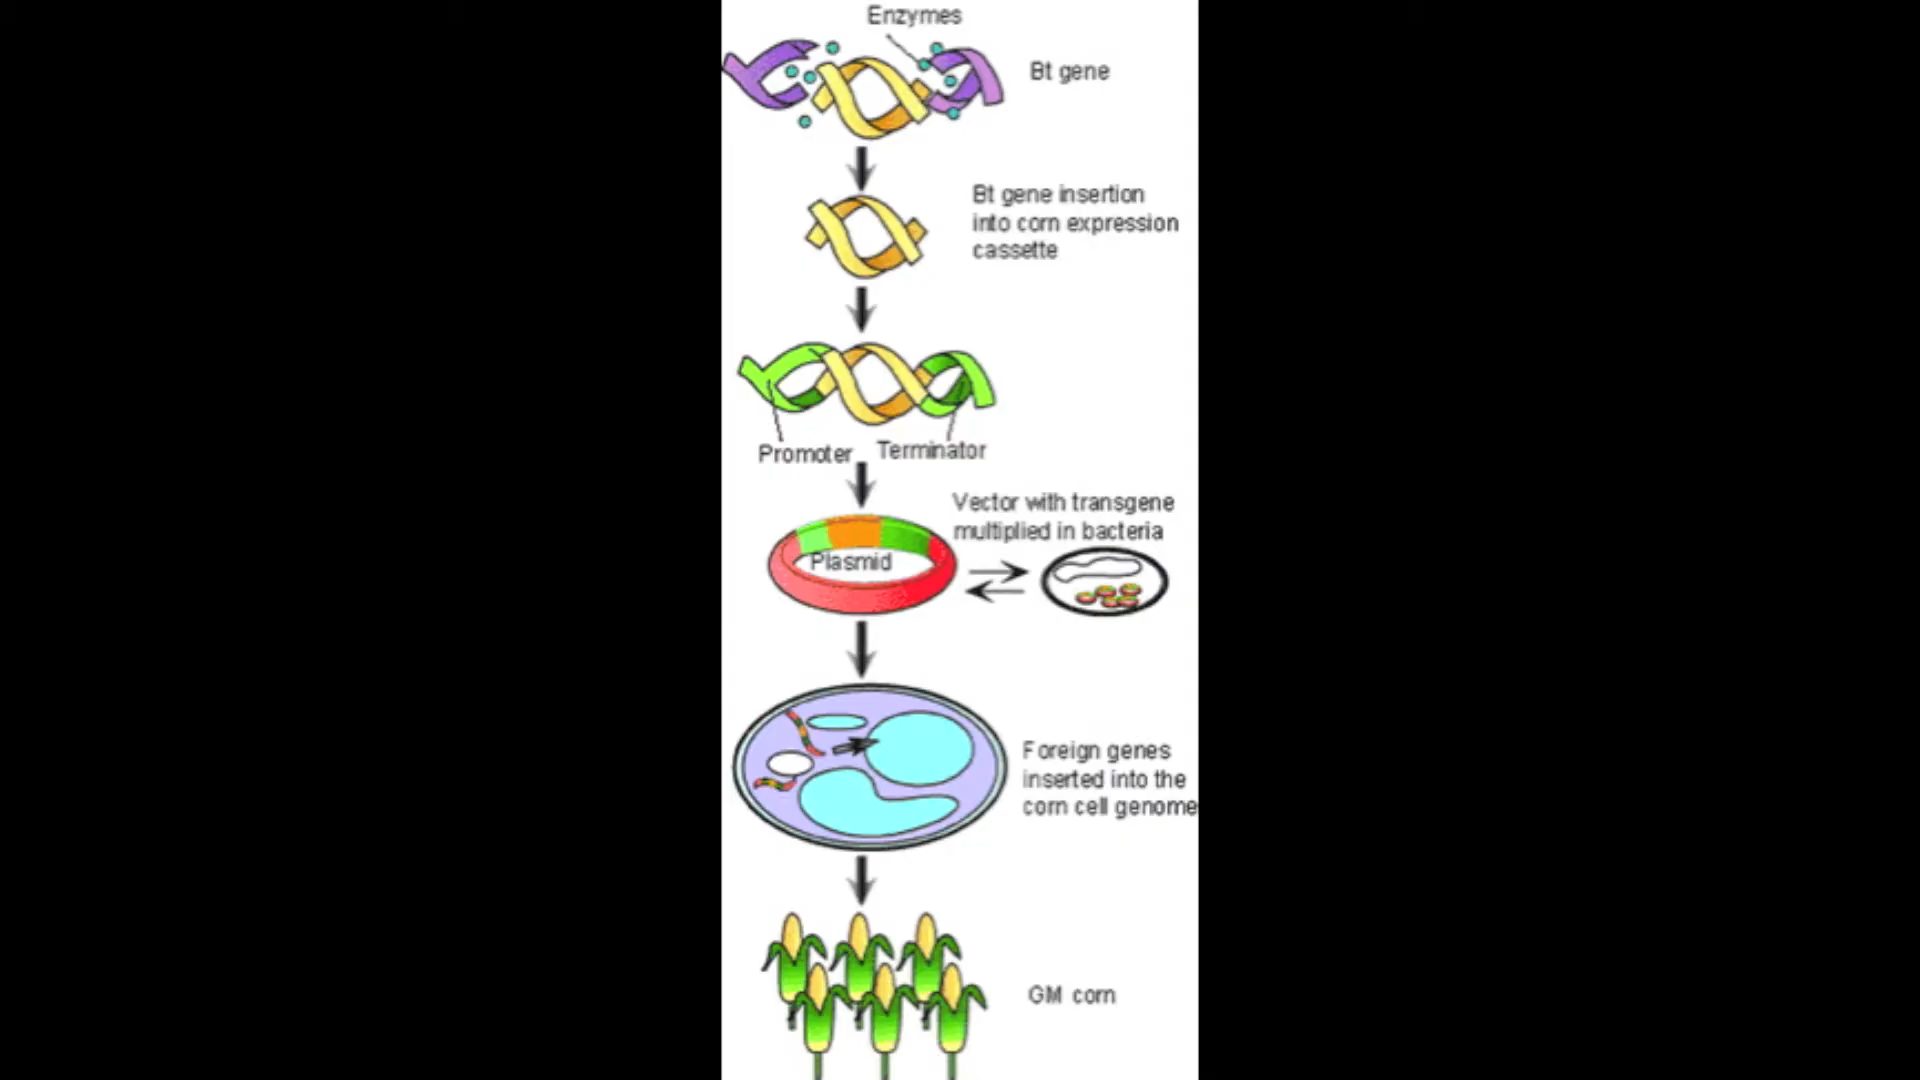 Enzymes
Bt gene
Bt gene insertion
into corn expression
cassette
Promoter
Terminator
Vector with transgene
multiplied in bacteria
Plasmid
Foreign genes
inserted into the
corn cell genome
GM corn